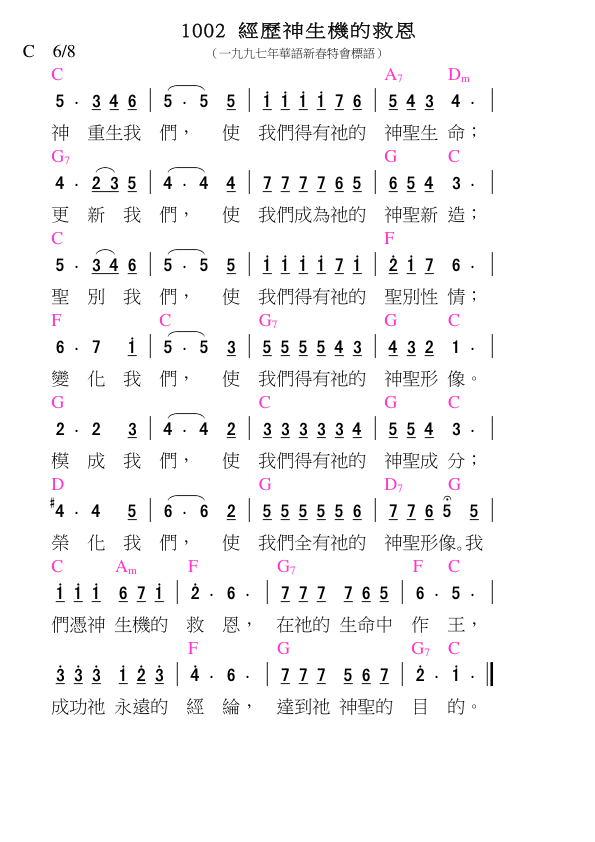 1002 經歷神生機的救恩
（一九九七年華語新春特會標語）
C 6/8
C A7 Dm
5 · 3 4 6 | 5 · 5 5 | i i i i 7 6 | 5 4 3 4 · |
神 重生我 們， 使 我們得有祂的 神聖生 命；
G7 G C
4 · 2 3 5 | 4 · 4 4 | 7 7 7 7 6 5 | 6 5 4 3 · |
更 新 我 們， 使 我們成為祂的 神聖新 造；
C F
5 · 3 4 6 | 5 · 5 5 | i i i i 7 i | 2̇ i 7 6 · |
聖 別 我 們， 使 我們得有祂的 聖別性 情；
F C G7 G C
6 · 7 i | 5 · 5 3 | 5 5 5 5 4 3 | 4 3 2 1 · |
變 化 我 們， 使 我們得有祂的 神聖形 像。
G C G C
2 · 2 3 | 4 · 4 2 | 3 3 3 3 3 4 | 5 5 4 3 · |
模 成 我 們， 使 我們得有祂的 神聖成 分；
D G D7 G
♯4 · 4 5 | 6 · 6 2 | 5 5 5 5 5 6 | 7 7 6 5 5 |
榮 化 我 們， 使 我們全有祂的 神聖形像。我
C Am F G7 F C
i i i 6 7 i | 2̇ · 6 · | 7 7 7 7 6 5 | 6 · 5 · |
們憑神 生機的 救 恩， 在祂的 生命中 作 王，
F G G7 C
3̇ 3̇ 3̇ i 2̇ 3̇ | 4̇ · 6 · | 7 7 7 5 6 7 | 2̇ · i · ‖
成功祂 永遠的 經 綸， 達到祂 神聖的 目 的。